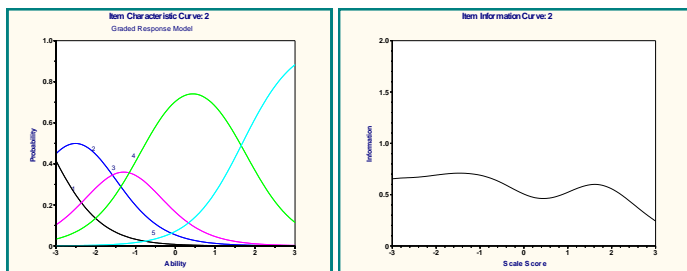 Item Characteristic Curve: 2
Graded Response Model
1.0
0.8
0.6
0.4
0.2
0
-3 -2 -1 0 1 2 3
Probability
Ability
1
2
3
4
5
Item Information Curve: 2
2.0
1.5
1.0
0.5
0
-3 -2 -1 0 1 2 3
Information
Scale Score